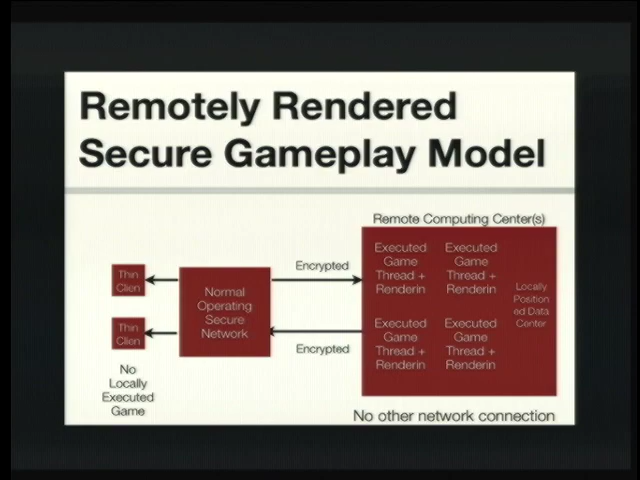 Remotely Rendered
Secure Gameplay Model
Remote Computing Center(s)
Thin
Clien
Thin
Clien
No
Locally
Executed
Game
Normal
Operating
Secure
Network
Encrypted
Encrypted
Executed
Game
Thread +
Renderin
Executed
Game
Thread +
Renderin
Executed
Game
Thread +
Renderin
Executed
Game
Thread +
Renderin
Locally
Position
ed Data
Center
No other network connection